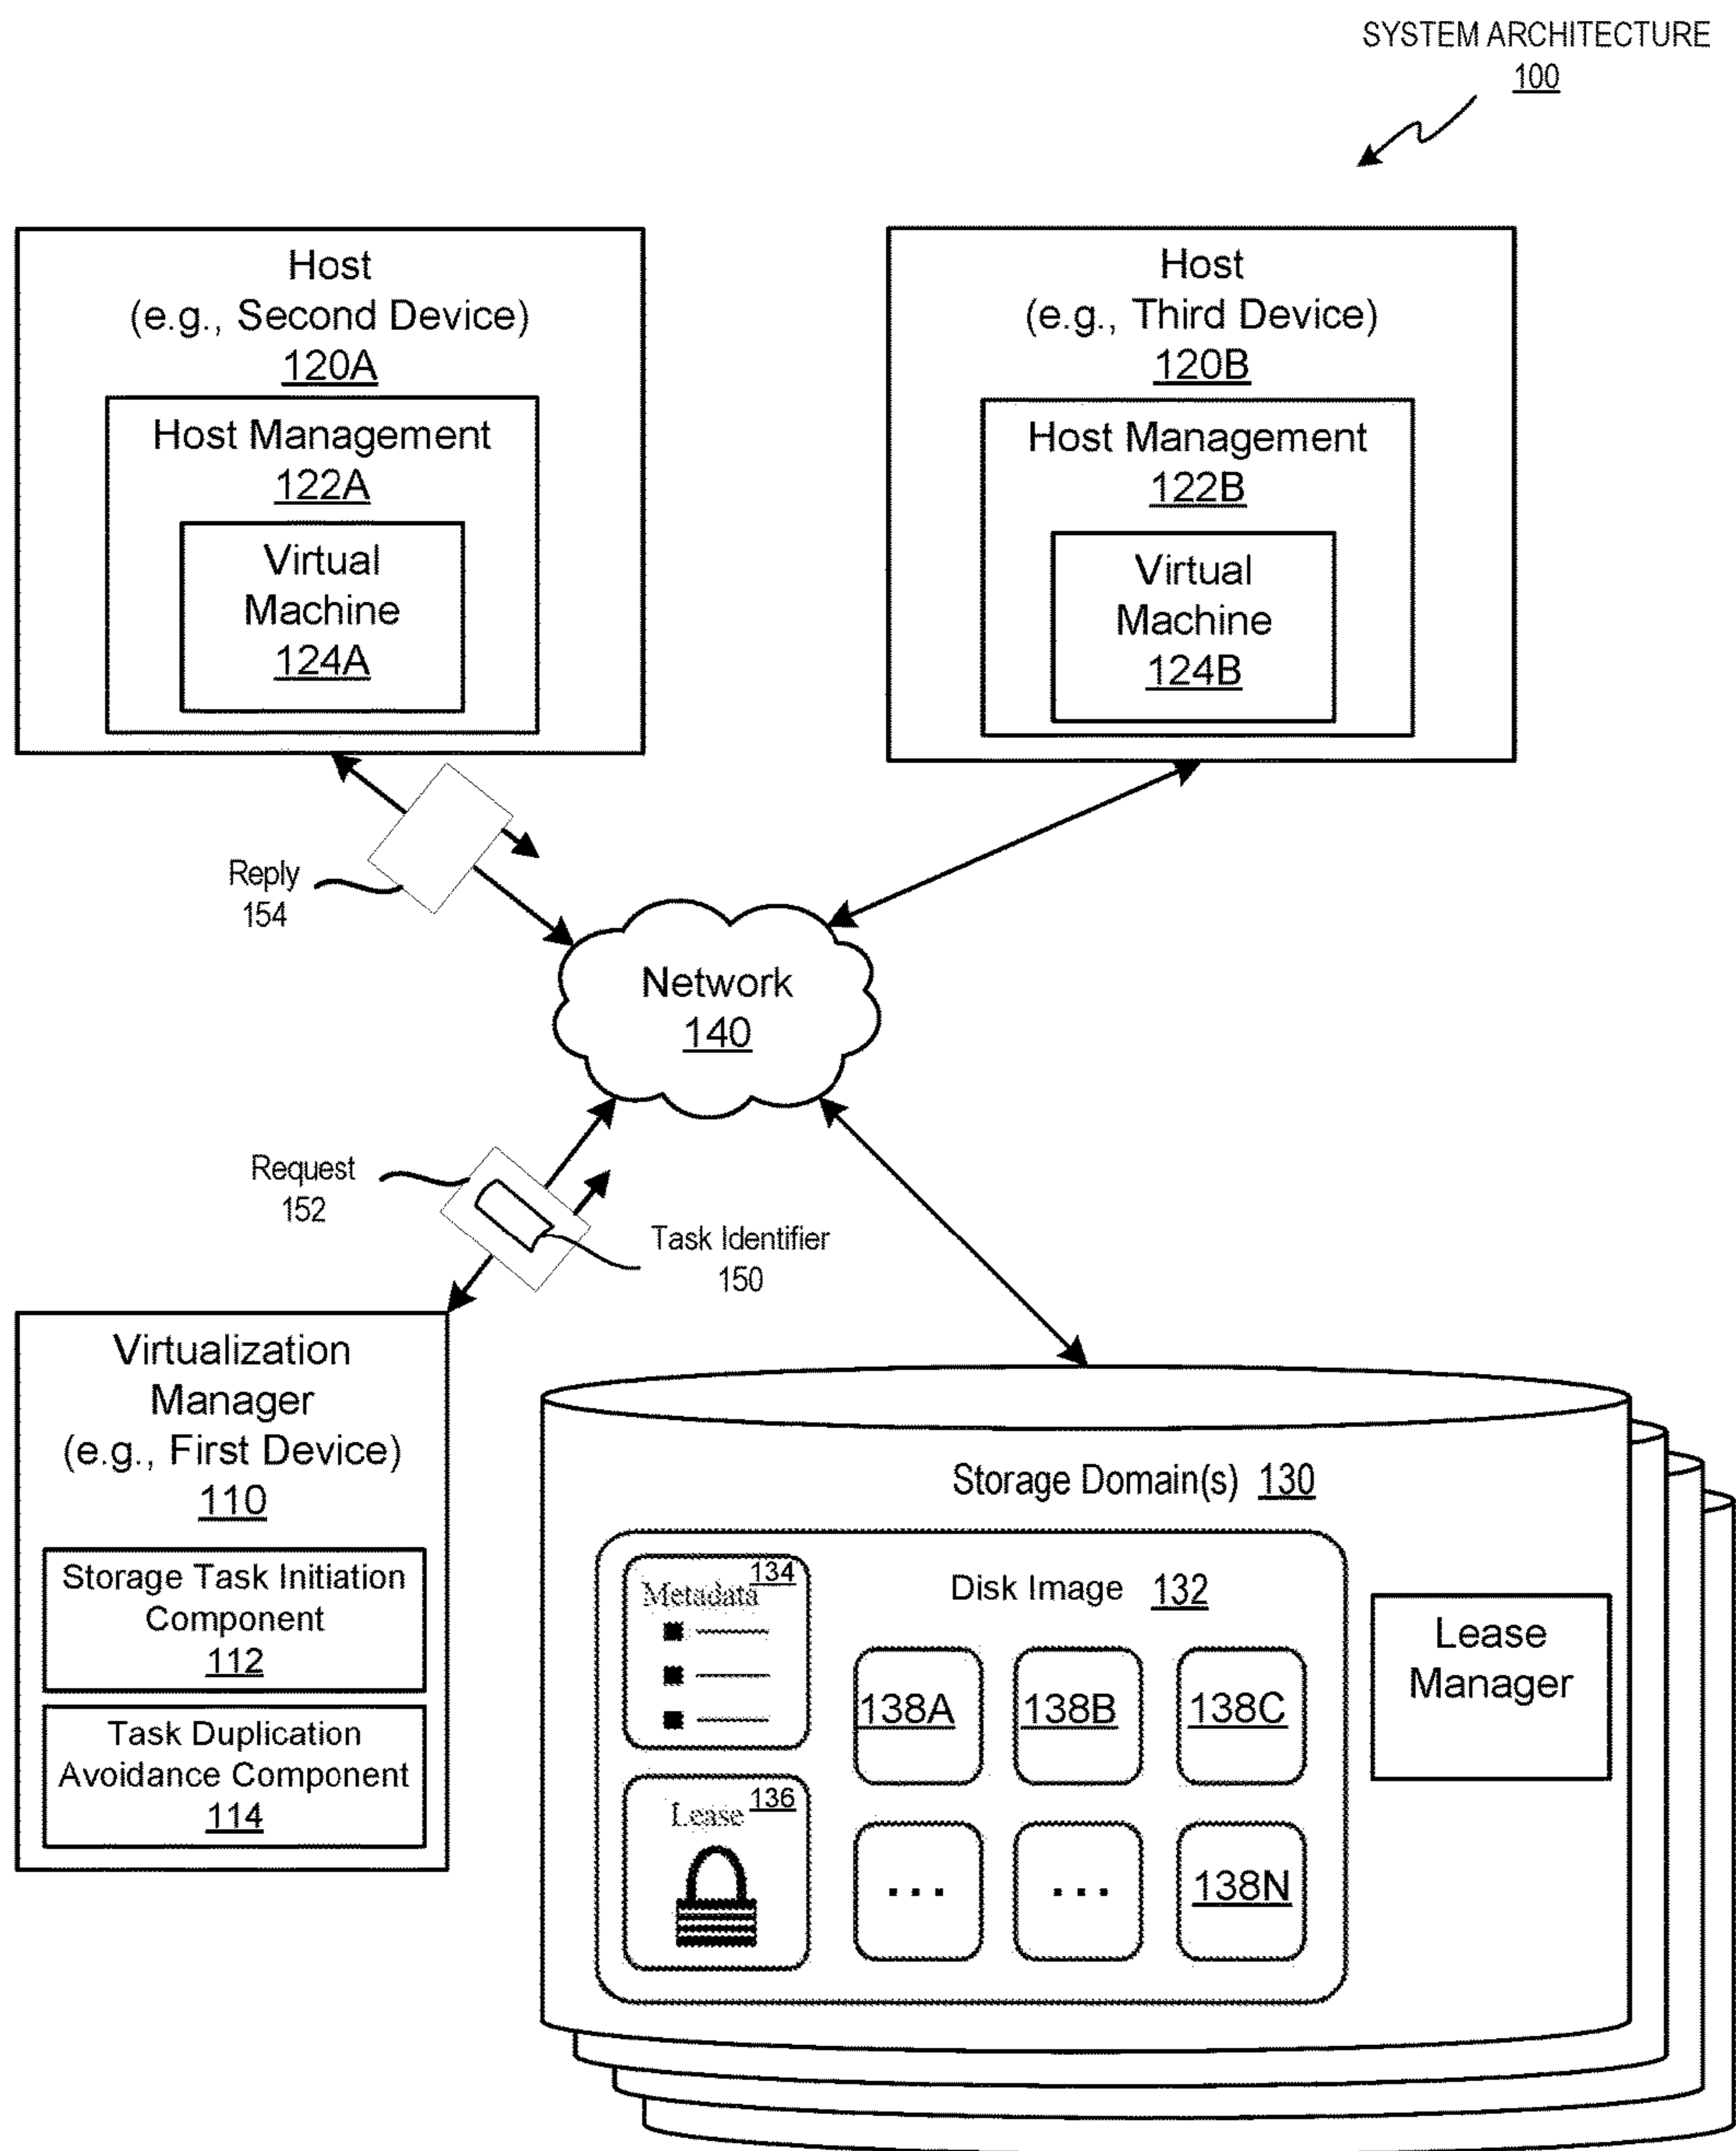 SYSTEM ARCHITECTURE
100
Host
(e.g., Second Device)
120A
Host Management
122A
Virtual
Machine
124A
Host
(e.g., Third Device)
120B
Host Management
122B
Virtual
Machine
124B
Reply
154
Network
140
Request
152
Task Identifier
150
Virtualization
Manager
(e.g., First Device)
110
Storage Task Initiation
Component
112
Task Duplication
Avoidance Component
114
Storage Domain(s) 130
134
Metadata
Disk Image 132
138A 138B 138C
136
Lease
... ... 138N
Lease
Manager